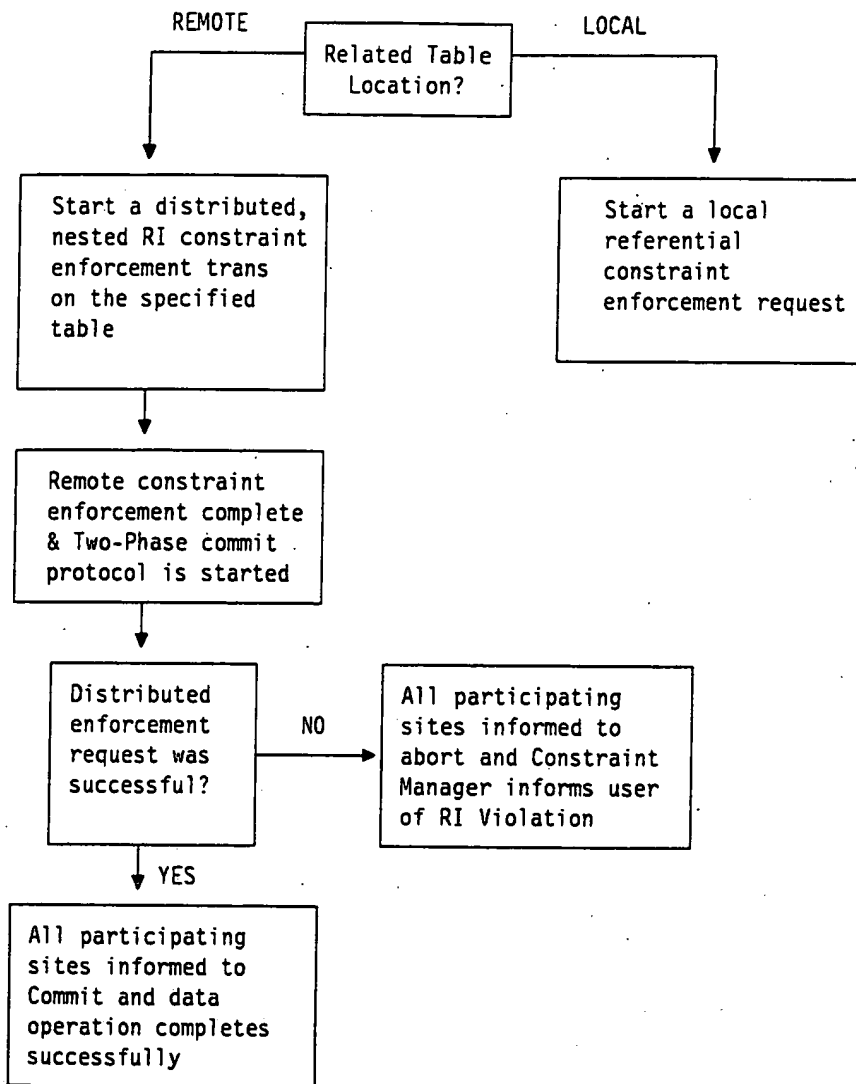 REMOTE
LOCAL
Related Table
Location?
Start a distributed,
nested RI constraint
enforcement trans
on the specified
table
Start a local
referential
constraint
enforcement request
Remote constraint
enforcement complete
& Two-Phase commit
protocol is started
Distributed
enforcement
request was
successful?
NO
All participating
sites informed to
abort and Constraint
Manager informs user
of RI Violation
YES
All participating
sites informed to
Commit and data
operation completes
successfully